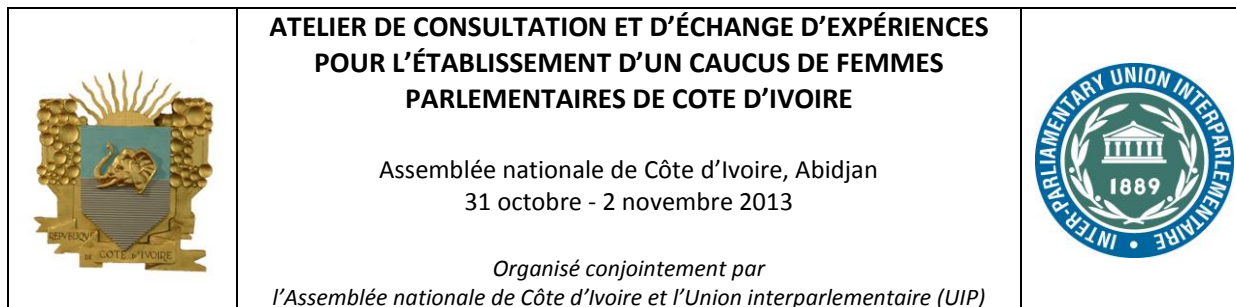 ATELIER DE CONSULTATION ET D’ÉCHANGE D’EXPÉRIENCES
POUR L’ÉTABLISSEMENT D’UN CAUCUS DE FEMMES
PARLEMENTAIRES DE COTE D’IVOIRE
Assemblée nationale de Côte d’Ivoire, Abidjan
31 octobre - 2 novembre 2013
Organisé conjointement par
l’Assemblée nationale de Côte d’Ivoire et l’Union interparlementaire (UIP)
REPVBLIQVE
DE COTE D'IVOIRE
INTER-PARLIAMENTARY UNION INTERPARLEMENTAIRE
1889